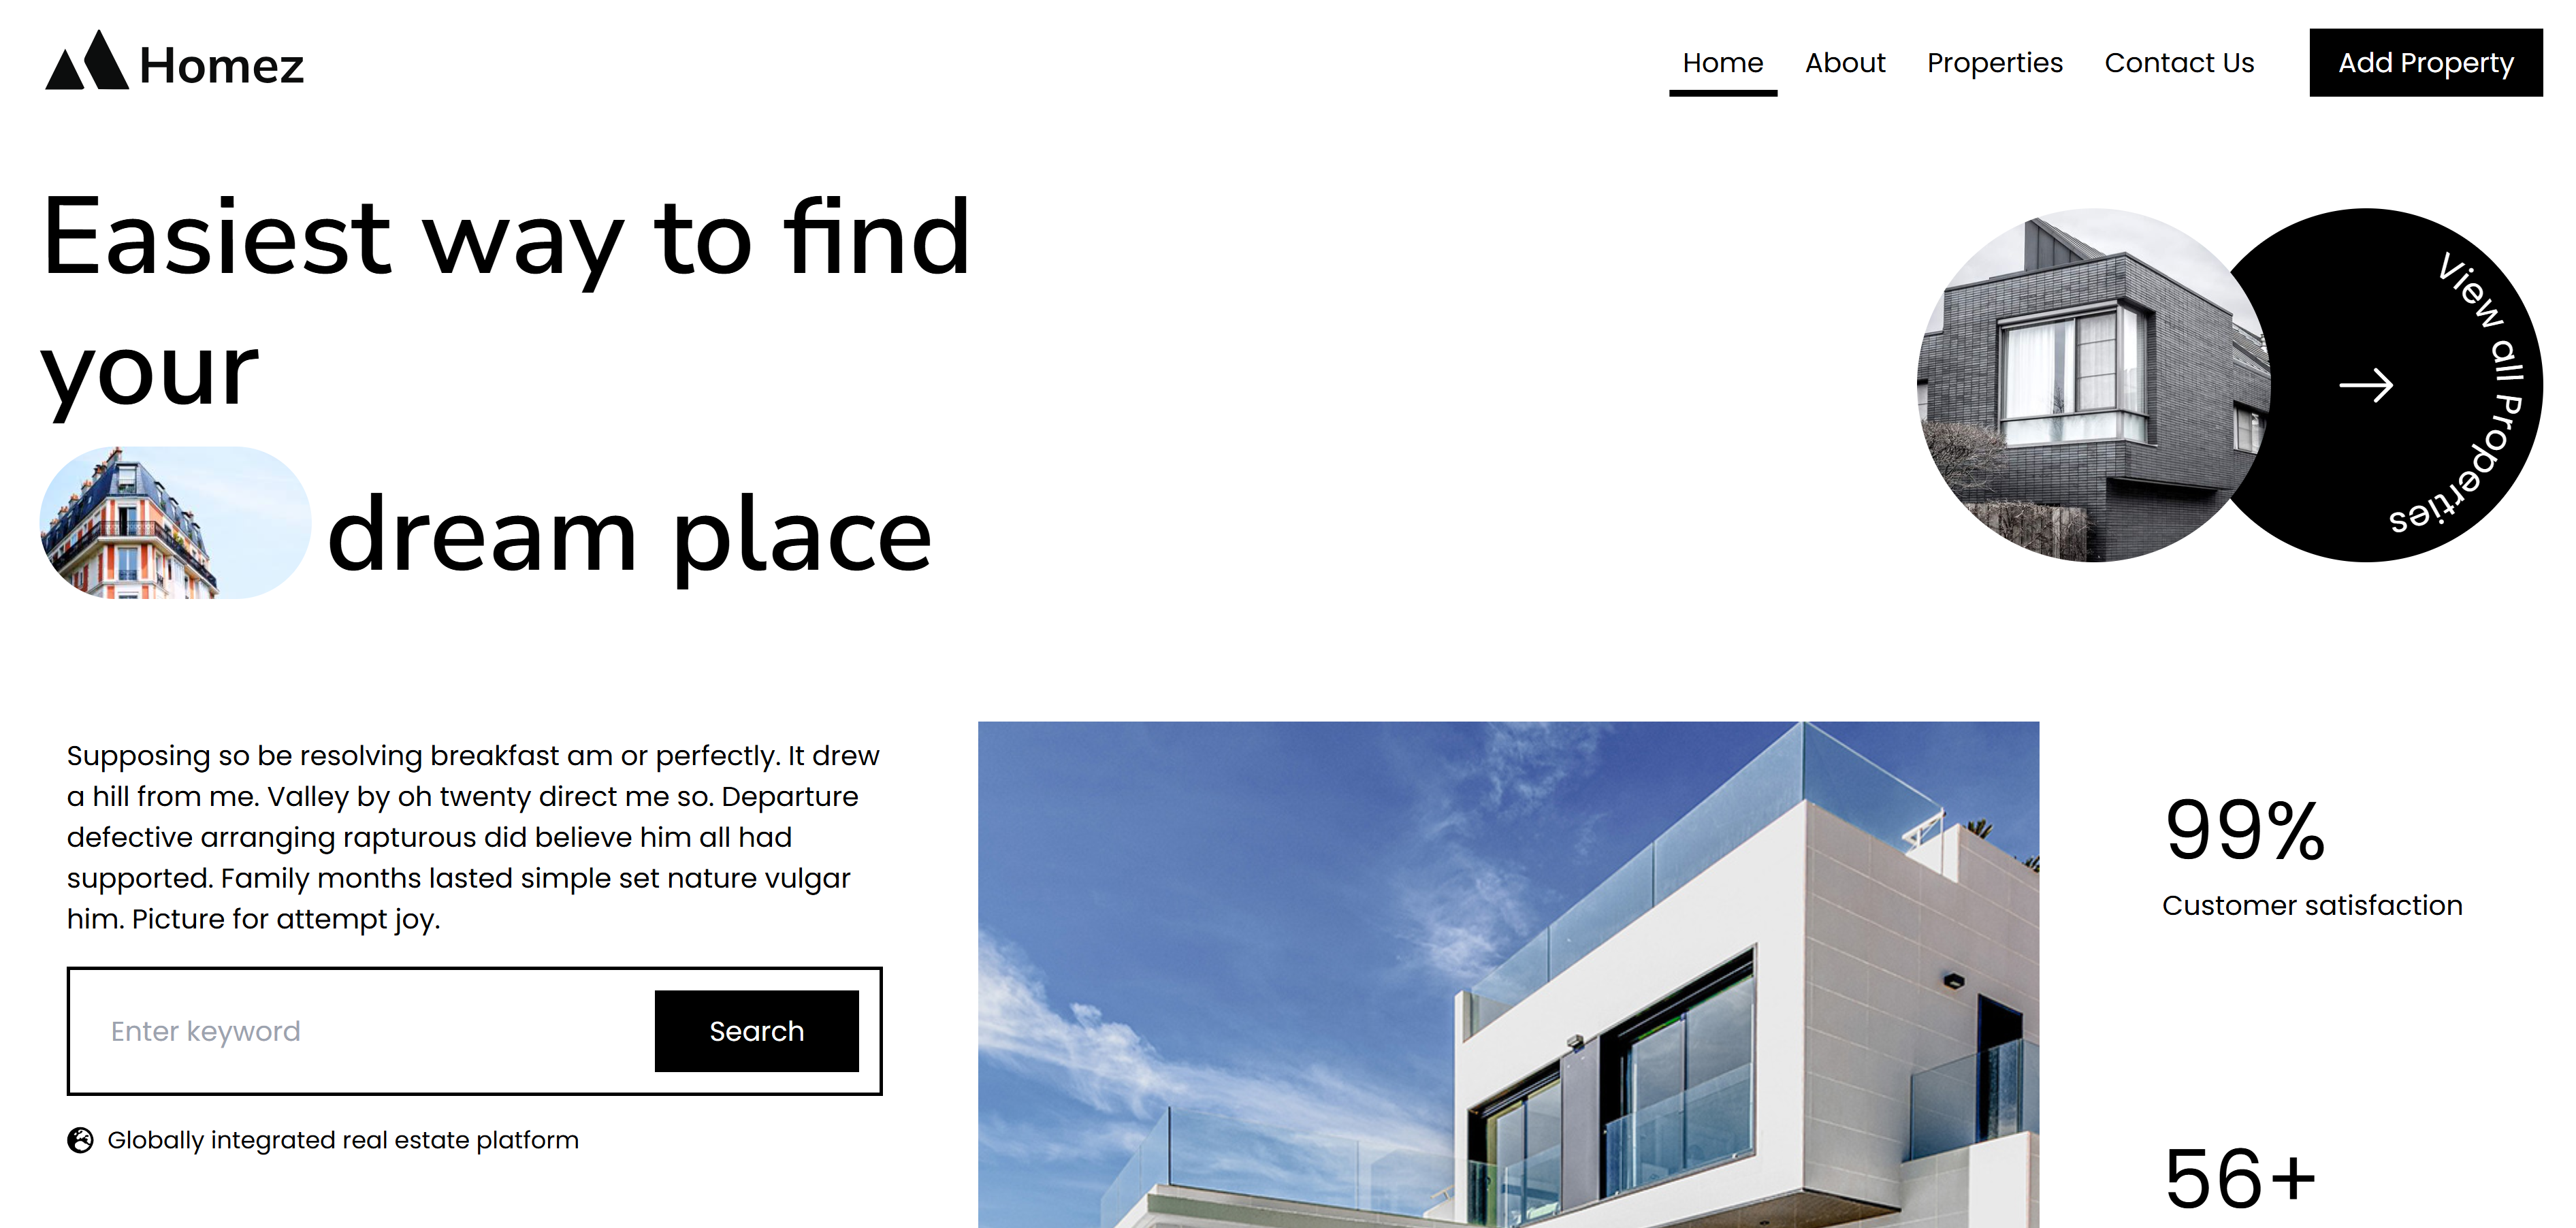 Homez
Home
About
Properties
Contact Us
Add Property
Easiest way to find
your
dream place
View all Properties
Supposing so be resolving breakfast am or perfectly. It drew
a hill from me. Valley by oh twenty direct me so. Departure
defective arranging rapturous did believe him all had
supported. Family months lasted simple set nature vulgar
him. Picture for attempt joy.
Enter keyword
Search
Globally integrated real estate platform
99%
Customer satisfaction
56+